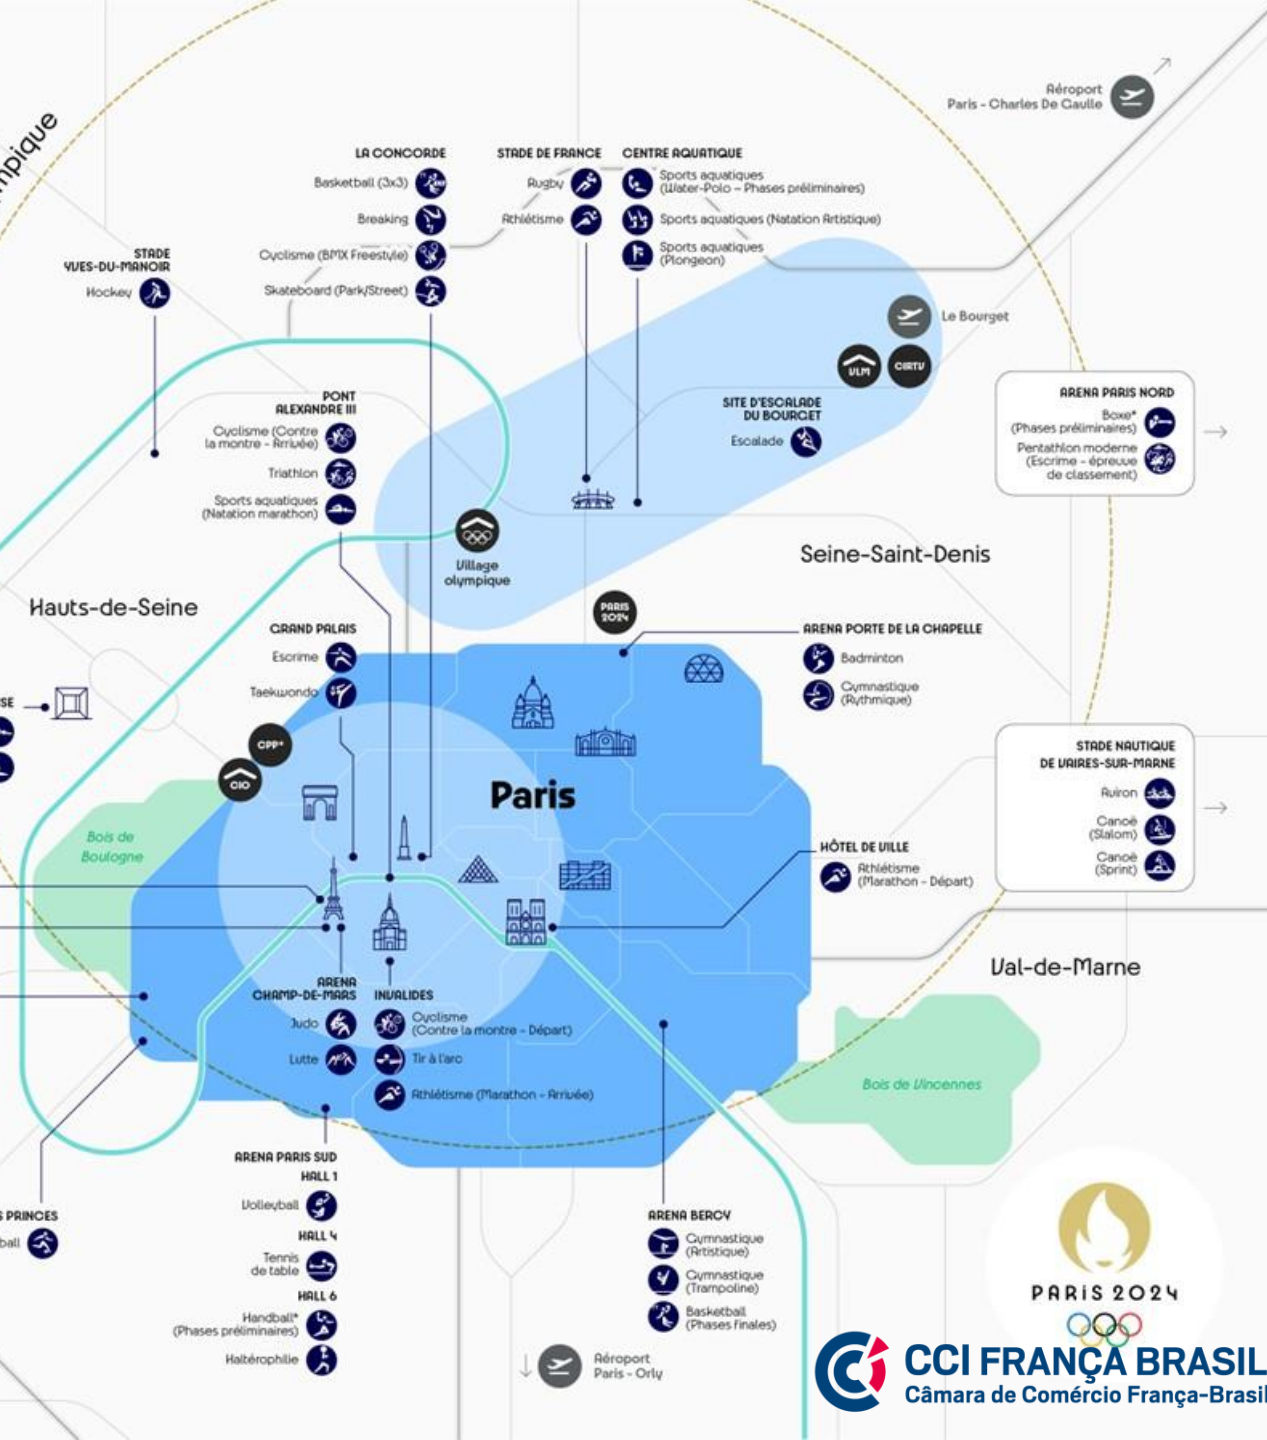 mpique
Aéroport
Paris - Charles De Gaulle
LA CONCORDE
Basketball (3x3)
Breaking
Cyclisme (BMX Freestyle)
Skateboard (Park/Street)
STADE DE FRANCE
Rugby
Athlétisme
CENTRE AQUATIQUE
Sports aquatiques
(Water-Polo – Phases préliminaires)
Sports aquatiques (Natation Artistique)
Sports aquatiques
(Plongeon)
STADE
YVES-DU-MANOIR
Hockey
Le Bourget
VLM
CIRTV
SITE D'ESCALADE
DU BOURGET
Escalade
ARENA PARIS NORD
Boxe*
(Phases préliminaires)
Pentathlon moderne
(Escrime - épreuve
de classement)
PONT
ALEXANDRE III
Cyclisme (Contre
la montre - Arrivée)
Triathlon
Sports aquatiques
(Natation marathon)
Village
olympique
Seine-Saint-Denis
Hauts-de-Seine
PARIS
2024
GRAND PALAIS
Escrime
Taekwondo
ARENA PORTE DE LA CHAPELLE
Badminton
Gymnastique
(Rythmique)
SE
CPP*
CIO
Paris
STADE NAUTIQUE
DE VAIRES-SUR-MARNE
Aviron
Canoë
(Slalom)
Canoë
(Sprint)
Bois de
Boulogne
HÔTEL DE VILLE
Athlétisme
(Marathon - Départ)
Val-de-Marne
ARENA
CHAMP-DE-MARS
Judo
Lutte
INVALIDES
Cyclisme
(Contre la montre - Départ)
Tir à l'arc
Athlétisme (Marathon - Arrivée)
Bois de Vincennes
ARENA PARIS SUD
HALL 1
Volleyball
HALL 4
Tennis
de table
HALL 6
Handball*
(Phases préliminaires)
Haltérophilie
S PRINCES
ball
ARENA BERCY
Gymnastique
(Artistique)
Gymnastique
(Trampoline)
Basketball
(Phases finales)
Aéroport
Paris - Orly
PARIS 2024
CCI FRANÇA BRASIL
Câmara de Comércio França-Brasil